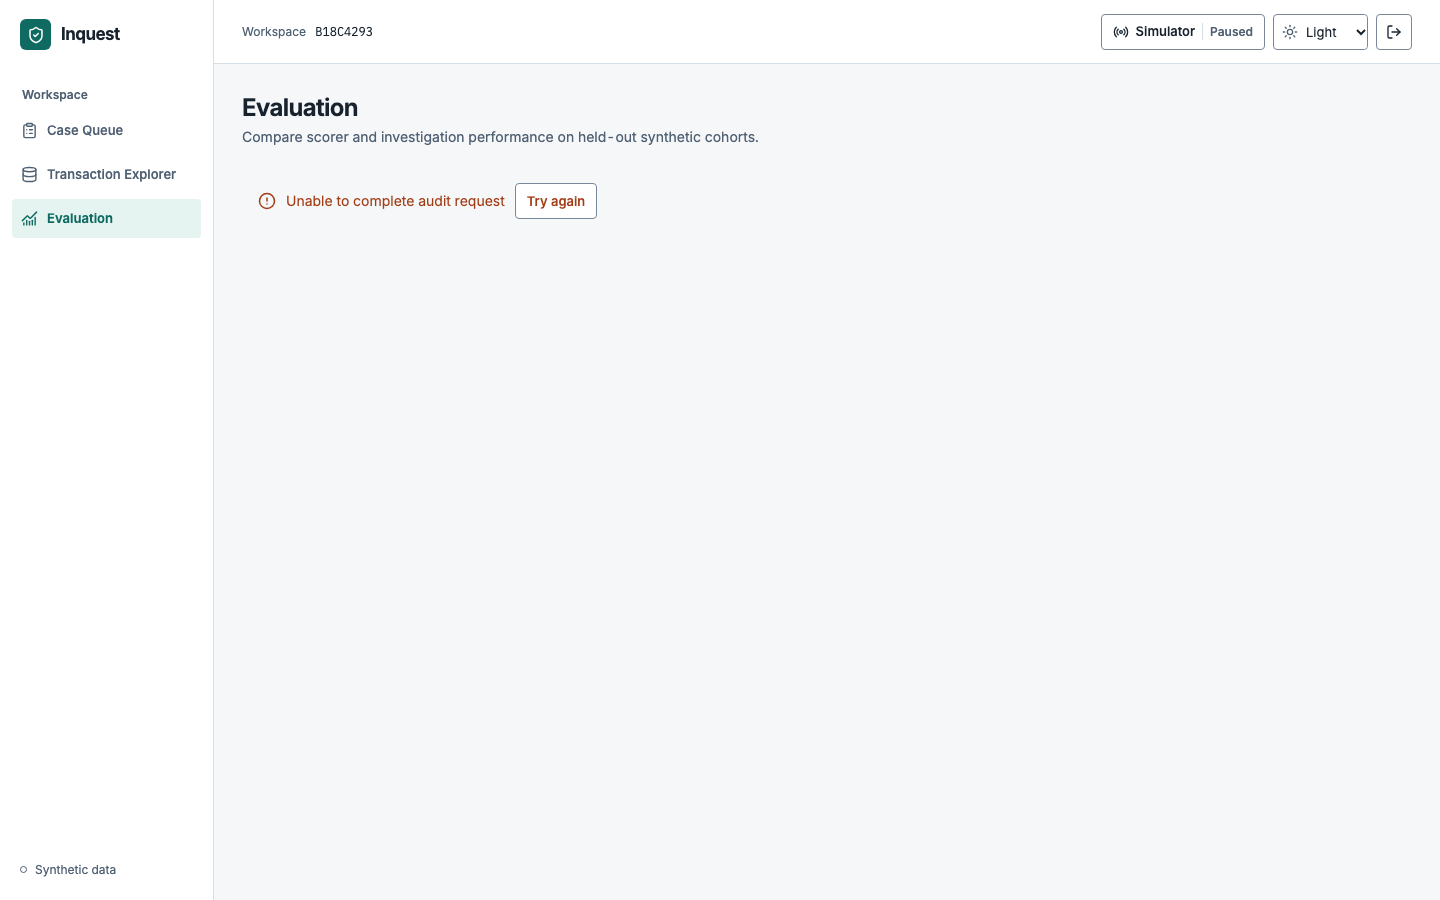 Inquest
Workspace
Case Queue
Transaction Explorer
Evaluation
Synthetic data
Workspace B18C4293
Simulator Paused
Light
Evaluation
Compare scorer and investigation performance on held-out synthetic cohorts.
Unable to complete audit request
Try again